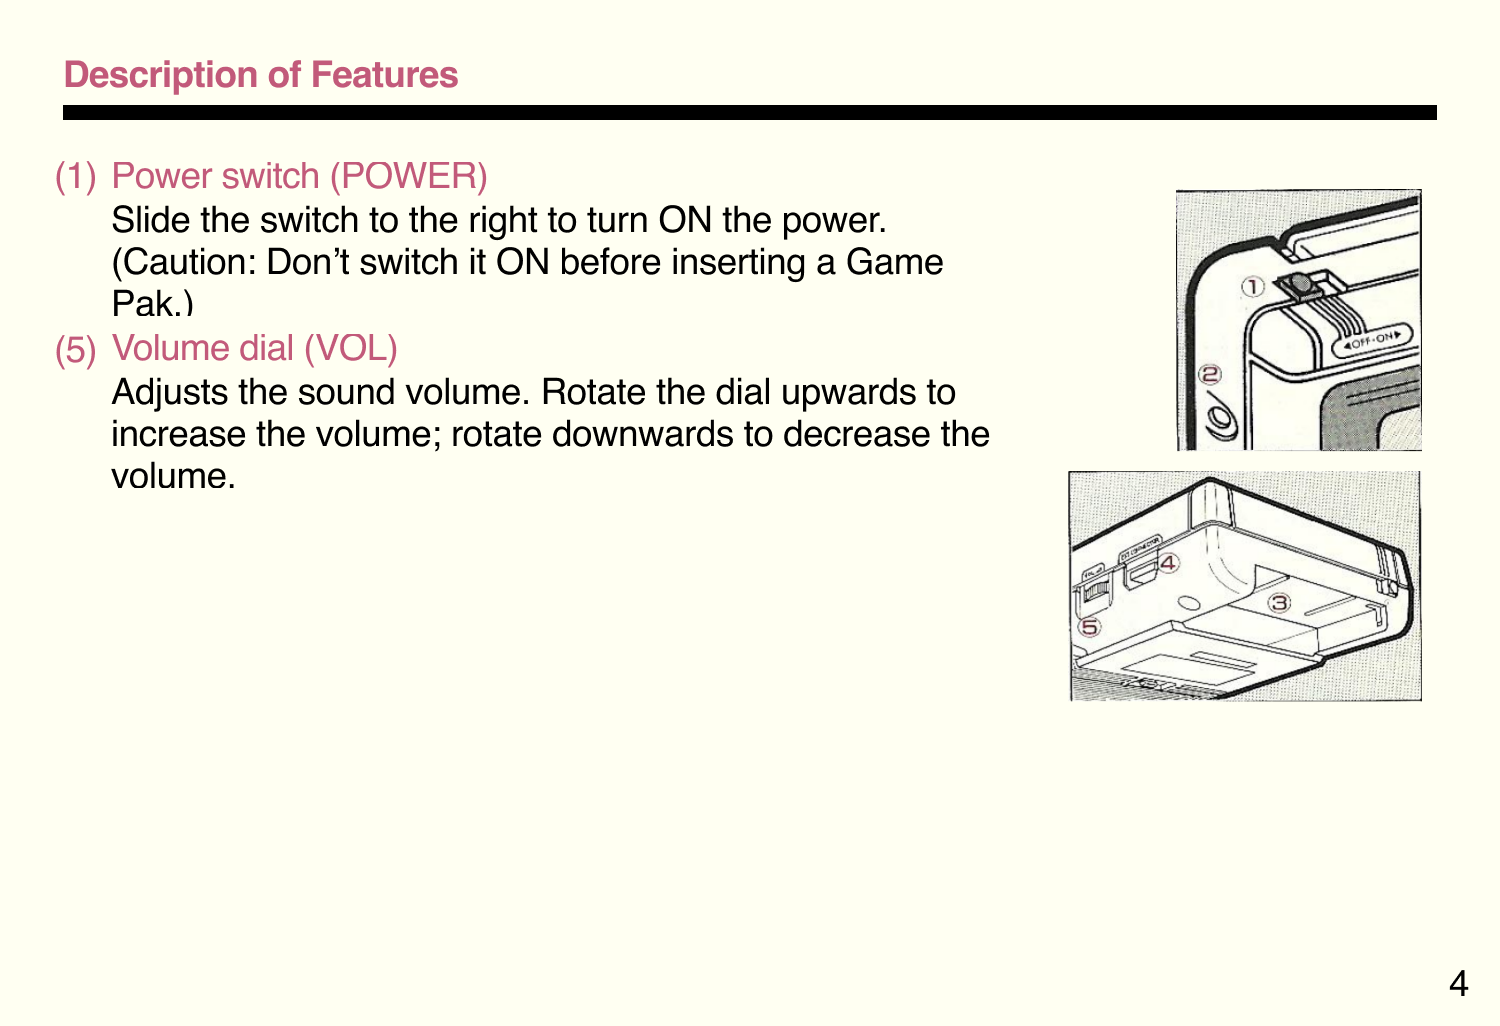 Description of Features
(1) Power switch (POWER)
Slide the switch to the right to turn ON the power.
(Caution: Don’t switch it ON before inserting a Game
Pak.)
(5) Volume dial (VOL)
Adjusts the sound volume. Rotate the dial upwards to
increase the volume; rotate downwards to decrease the
volume.
①
◄OFF•ON►
②
EXT CONNECTOR
④
VOL
③
⑤
4